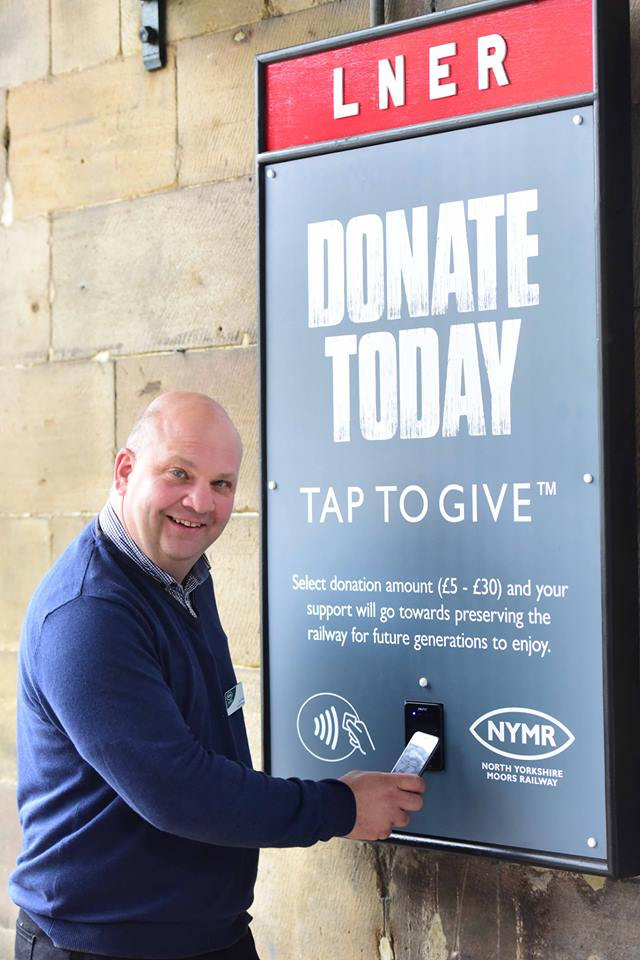 LNER
DONATE
TODAY
TAP TO GIVE™
Select donation amount (£5 - £30) and your
support will go towards preserving the
railway for future generations to enjoy.
NYMR
NORTH YORKSHIRE
MOORS RAILWAY